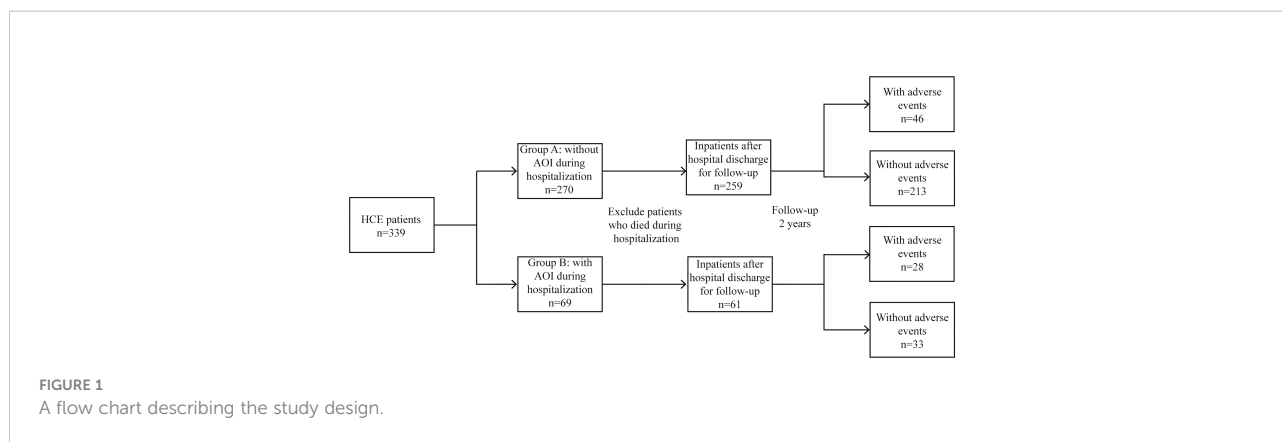 HCE patients
n=339
Group A: without
AOI during
hospitalization
n=270
Group B: with
AOI during
hospitalization
n=69
Exclude patients
who died during
hospitalization
Inpatients after
hospital discharge
for follow-up
n=259
Inpatients after
hospital discharge
for follow-up
n=61
Follow-up
2 years
With adverse
events
n=46
Without adverse
events
n=213
With adverse
events
n=28
Without adverse
events
n=33
FIGURE 1
A flow chart describing the study design.